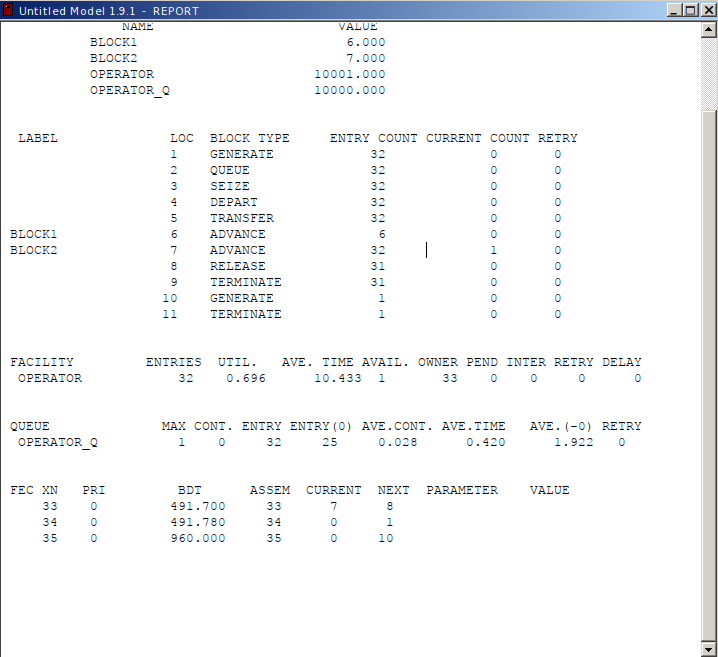 Untitled Model 1.9.1 - REPORT
NAME VALUE
BLOCK1 6.000
BLOCK2 7.000
OPERATOR 10001.000
OPERATOR_Q 10000.000
LABEL LOC BLOCK TYPE ENTRY COUNT CURRENT COUNT RETRY
1 GENERATE 32 0 0
2 QUEUE 32 0 0
3 SEIZE 32 0 0
4 DEPART 32 0 0
5 TRANSFER 32 0 0
BLOCK1 6 ADVANCE 6 0 0
BLOCK2 7 ADVANCE 32 1 0
8 RELEASE 31 0 0
9 TERMINATE 31 0 0
10 GENERATE 1 0 0
11 TERMINATE 1 0 0
FACILITY ENTRIES UTIL. AVE. TIME AVAIL. OWNER PEND INTER RETRY DELAY
OPERATOR 32 0.696 10.433 1 33 0 0 0 0
QUEUE MAX CONT. ENTRY ENTRY(0) AVE.CONT. AVE.TIME AVE.(-0) RETRY
OPERATOR_Q 1 0 32 25 0.028 0.420 1.922 0
FEC XN PRI BDT ASSEM CURRENT NEXT PARAMETER VALUE
33 0 491.700 33 7 8
34 0 491.780 34 0 1
35 0 960.000 35 0 10